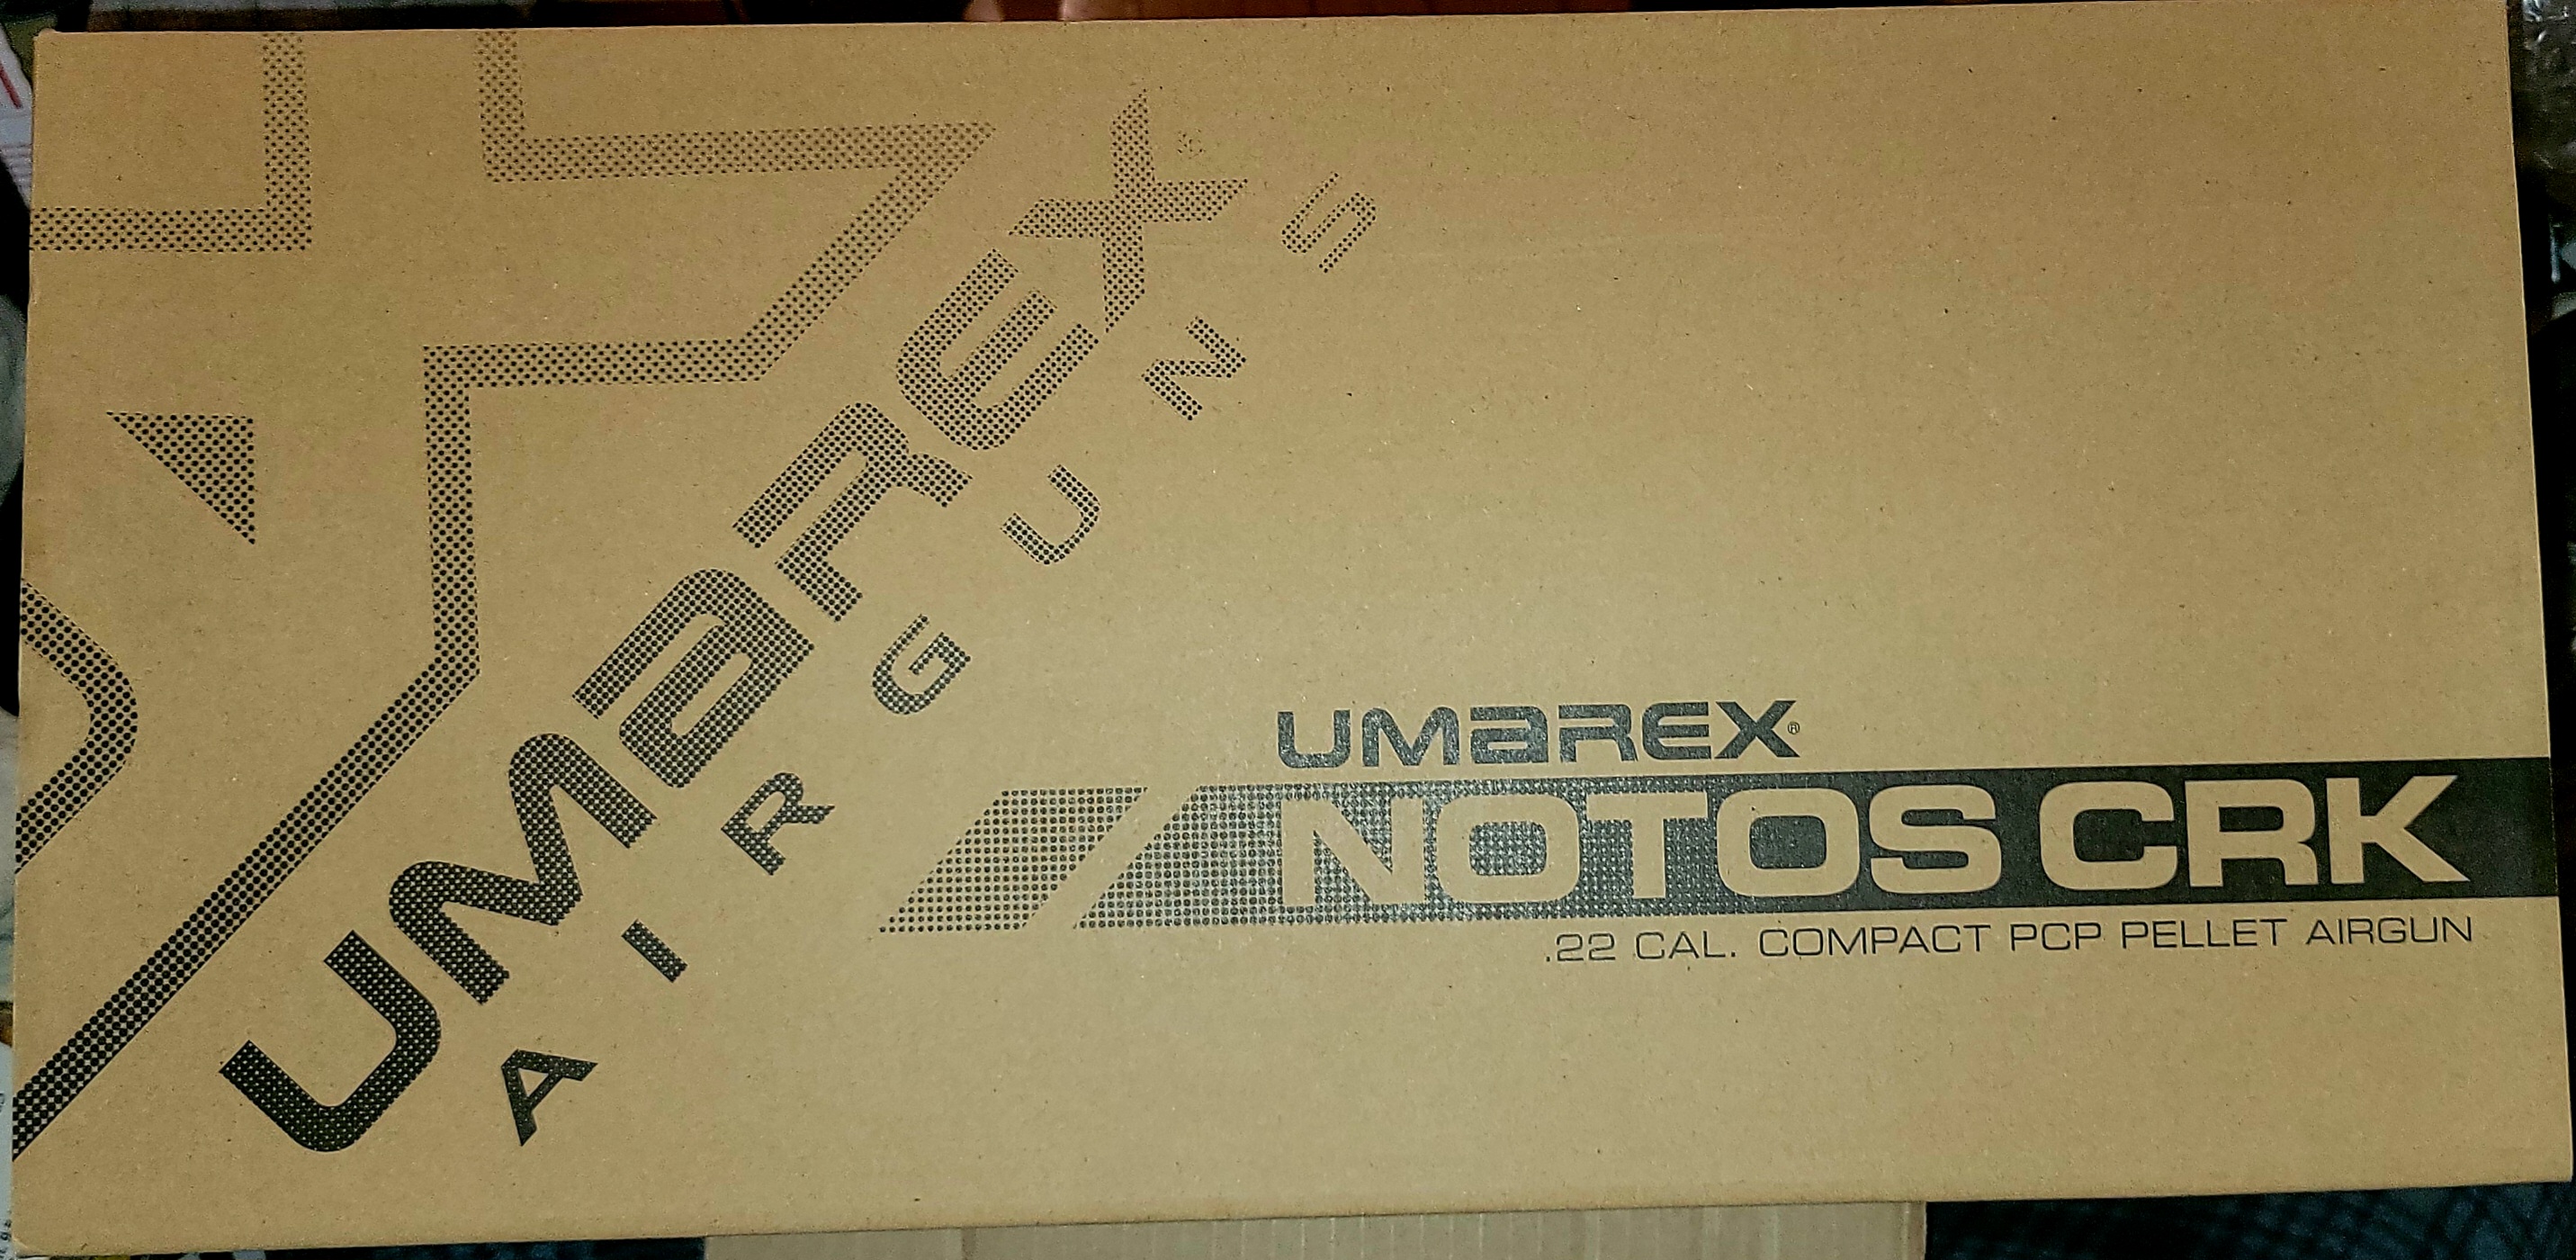 UMAREX
AIRGUNS
UMAREX®
NOTOS CRK
.22 CAL. COMPACT PCP PELLET AIRGUN